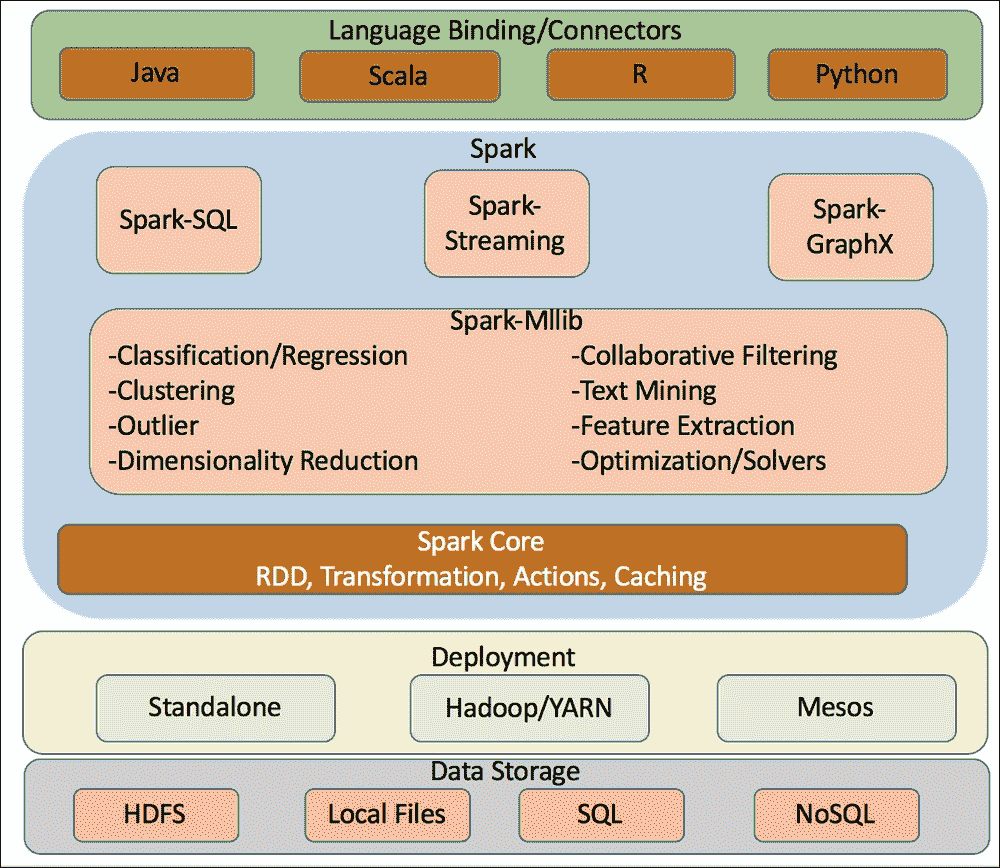 Language Binding/Connectors
Java
Scala
R
Python
Spark
Spark-SQL
Spark-
Streaming
Spark-
GraphX
Spark-Mllib
-Classification/Regression
-Clustering
-Outlier
-Dimensionality Reduction
-Collaborative Filtering
-Text Mining
-Feature Extraction
-Optimization/Solvers
Spark Core
RDD, Transformation, Actions, Caching
Deployment
Standalone
Hadoop/YARN
Mesos
Data Storage
HDFS
Local Files
SQL
NoSQL